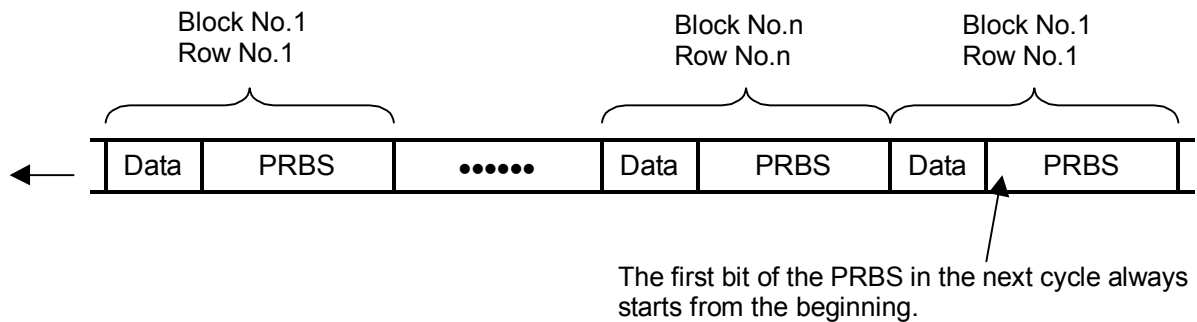 Block No.1
Row No.1
Block No.n
Row No.n
Block No.1
Row No.1
Data PRBS •••••• Data PRBS Data PRBS
The first bit of the PRBS in the next cycle always
starts from the beginning.